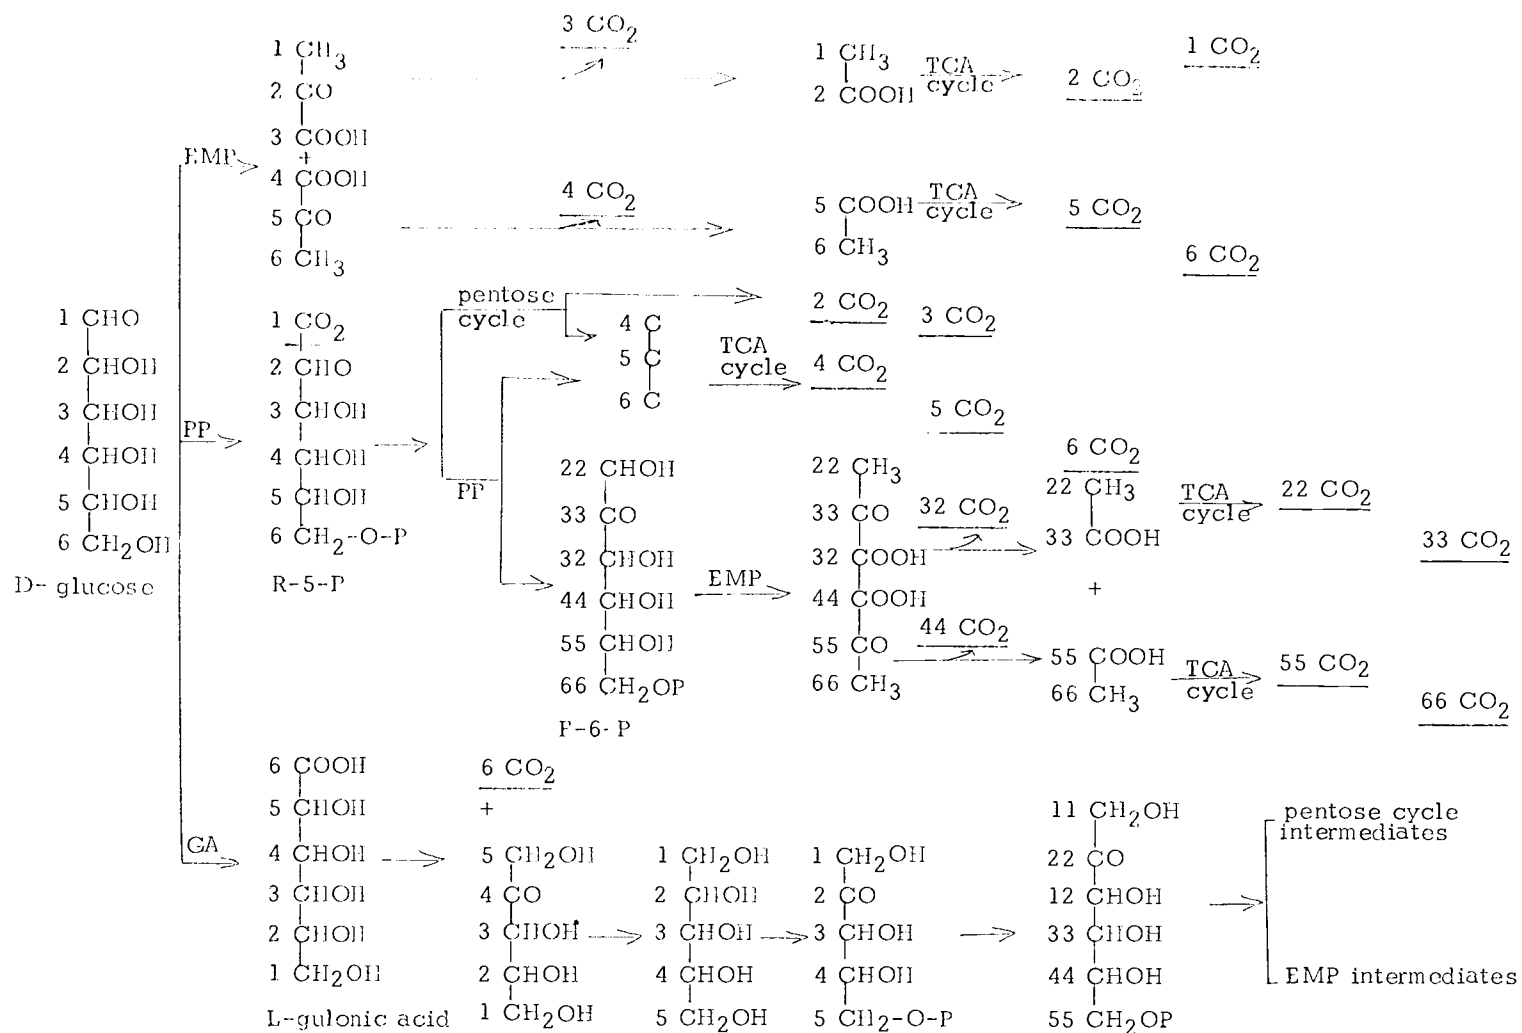 3 CO2
1 CH3
2 CO
3 COOH
+
4 COOH
5 CO
6 CH3
EMP
1 CH3
2 COOH
TCA cycle
2 CO2
1 CO2
4 CO2
5 COOH
6 CH3
TCA cycle
5 CO2
6 CO2
1 CHO
2 CHOH
3 CHOH
4 CHOH
5 CHOH
6 CH2OH
D-glucose
PP
1 CO2
2 CHO
3 CHOH
4 CHOH
5 CHOH
6 CH2-O-P
R-5-P
pentose cycle
2 CO2
3 CO2
4 C
5 C
6 C
TCA cycle
4 CO2
5 CO2
6 CO2
PP
22 CHOH
33 CO
32 CHOH
44 CHOH
55 CHOH
66 CH2OP
F-6-P
EMP
22 CH3
33 CO
32 COOH
44 COOH
55 CO
66 CH3
32 CO2
44 CO2
22 CH3
33 COOH
+
55 COOH
66 CH3
TCA cycle
22 CO2
33 CO2
TCA cycle
55 CO2
66 CO2
GA
6 COOH
5 CHOH
4 CHOH
3 CHOH
2 CHOH
1 CH2OH
L-gulonic acid
6 CO2
+
5 CH2OH
4 CO
3 CHOH
2 CHOH
1 CH2OH
1 CH2OH
2 CHOH
3 CHOH
4 CHOH
5 CH2OH
1 CH2OH
2 CO
3 CHOH
4 CHOH
5 CH2-O-P
11 CH2OH
22 CO
12 CHOH
33 CHOH
44 CHOH
55 CH2OP
pentose cycle
intermediates
EMP intermediates